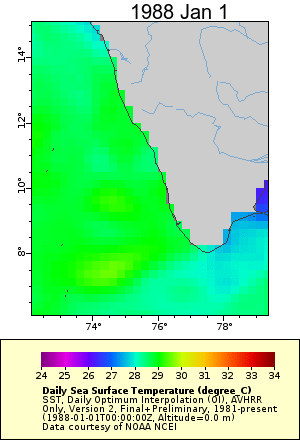 1988 Jan 1
14°
12°
10°
8°
74°
76°
78°
24 25 26 27 28 29 30 31 32 33 34
Daily Sea Surface Temperature (degree_C)
SST, Daily Optimum Interpolation (OI), AVHRR
Only, Version 2, Final+Preliminary, 1981-present
(1988-01-01T00:00:00Z, Altitude=0.0 m)
Data courtesy of NOAA NCEI